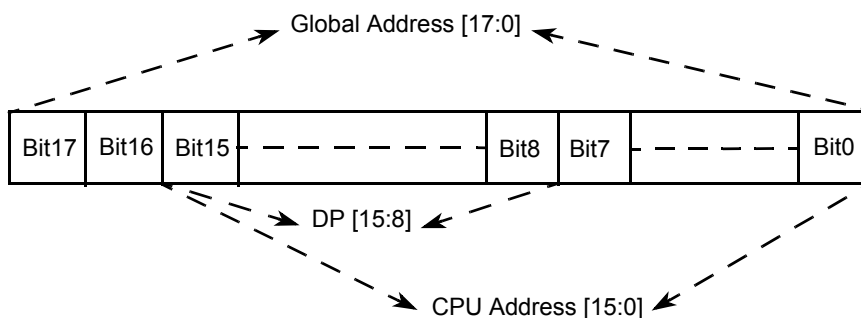 Global Address [17:0]
Bit17 Bit16 Bit15 Bit8 Bit7 Bit0
DP [15:8]
CPU Address [15:0]